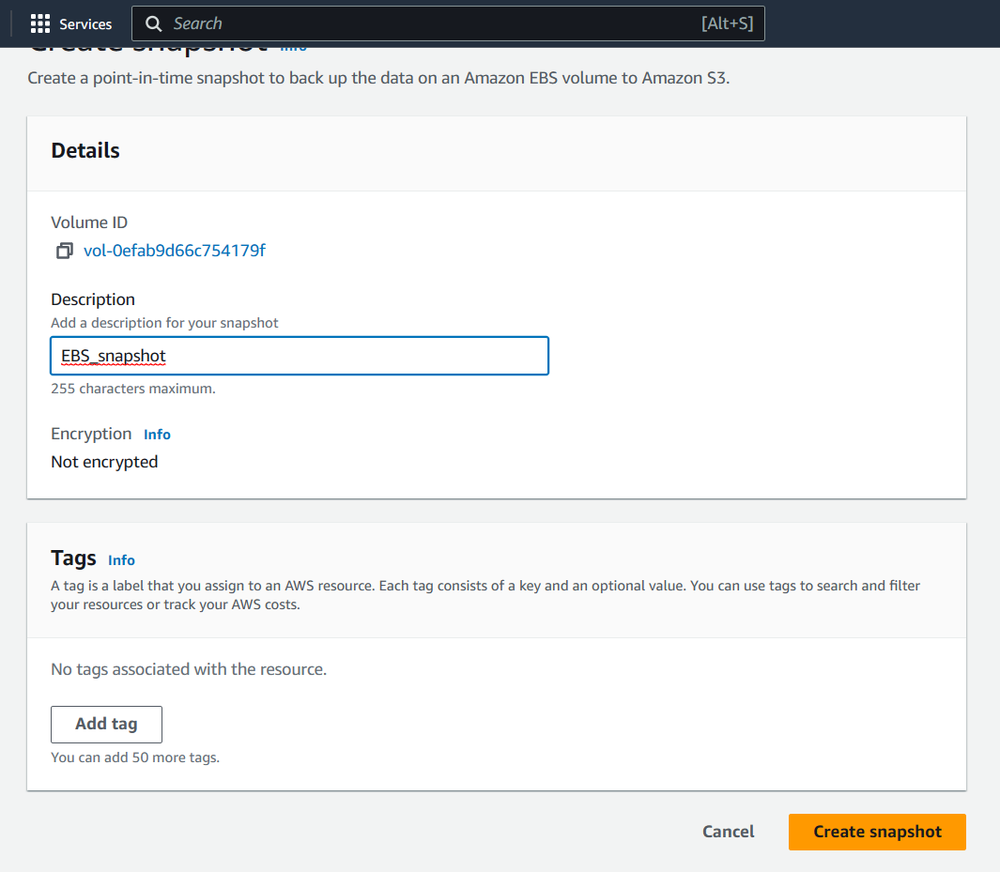 Services
Search [Alt+S]
Create snapshot Info
Create a point-in-time snapshot to back up the data on an Amazon EBS volume to Amazon S3.
Details
Volume ID
vol-0efab9d66c754179f
Description
Add a description for your snapshot
EBS_snapshot
255 characters maximum.
Encryption Info
Not encrypted
Tags Info
A tag is a label that you assign to an AWS resource. Each tag consists of a key and an optional value. You can use tags to search and filter
your resources or track your AWS costs.
No tags associated with the resource.
Add tag
You can add 50 more tags.
Cancel Create snapshot